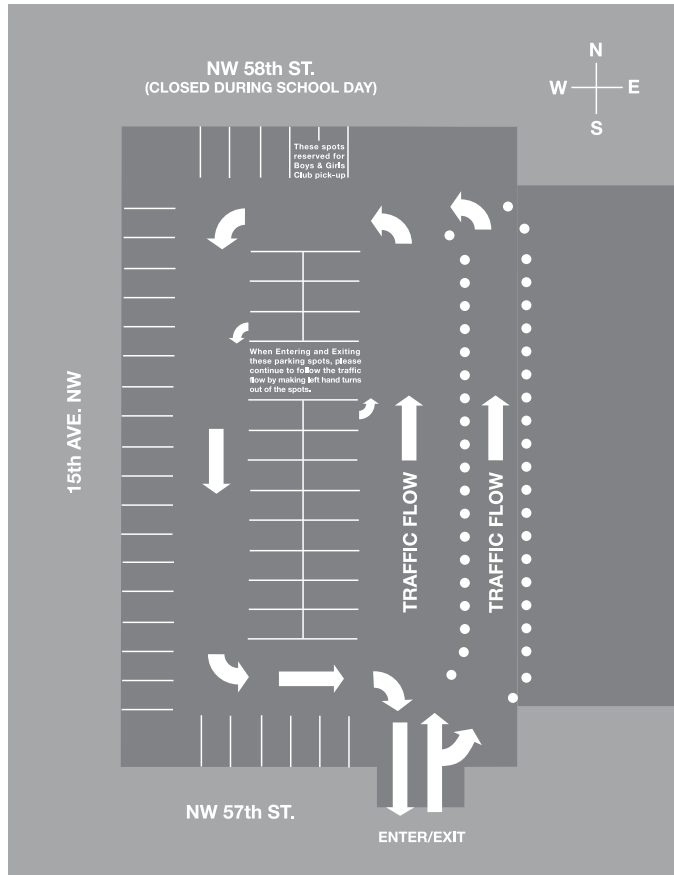 NW 58th ST.
(CLOSED DURING SCHOOL DAY)
N
W
E
S
These spots
reserved for
Boys & Girls
Club pick-up
When Entering and Exiting
these parking spots, please
continue to follow the traffic
flow by making left hand turns
out of the spots.
15th AVE. NW
TRAFFIC FLOW
TRAFFIC FLOW
NW 57th ST.
ENTER/EXIT